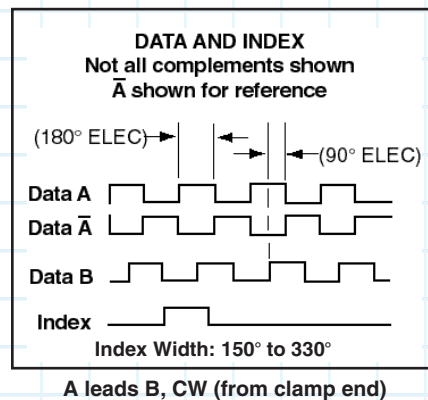 DATA AND INDEX
Not all complements shown
A̅ shown for reference
(180° ELEC)
(90° ELEC)
Data A
Data A̅
Data B
Index
Index Width: 150° to 330°
A leads B, CW (from clamp end)